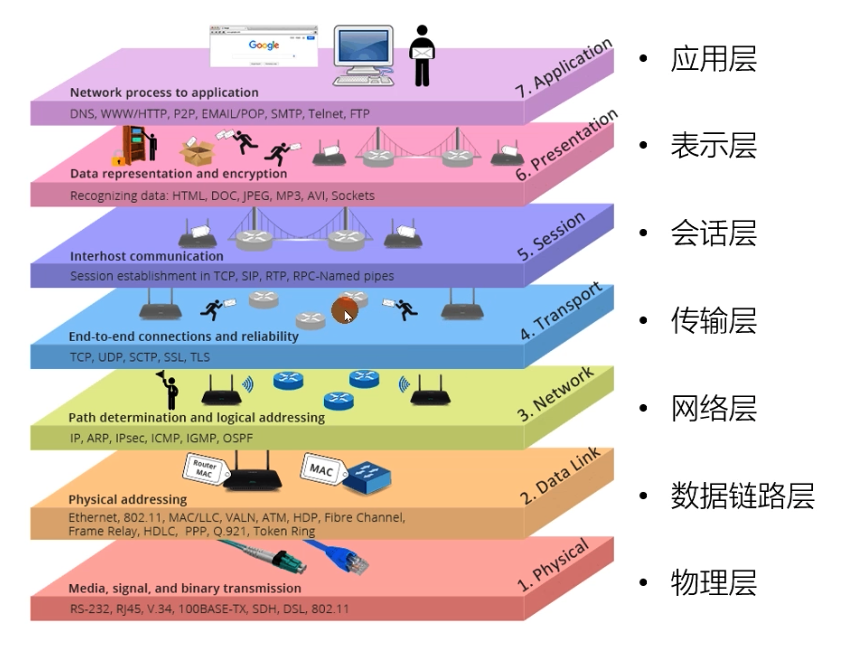 Google
7. Application
Network process to application
DNS, WWW/HTTP, P2P, EMAIL/POP, SMTP, Telnet, FTP
• 应用层
6. Presentation
Data representation and encryption
Recognizing data: HTML, DOC, JPEG, MP3, AVI, Sockets
• 表示层
5. Session
Interhost communication
Session establishment in TCP, SIP, RTP, RPC-Named pipes
• 会话层
4. Transport
End-to-end connections and reliability
TCP, UDP, SCTP, SSL, TLS
• 传输层
3. Network
Path determination and logical addressing
IP, ARP, IPsec, ICMP, IGMP, OSPF
• 网络层
2. Data Link
Router
MAC
MAC
Physical addressing
Ethernet, 802.11, MAC/LLC, VALN, ATM, HDP, Fibre Channel,
Frame Relay, HDLC, PPP, Q.921, Token Ring
• 数据链路层
1. Physical
Media, signal, and binary transmission
RS-232, RJ45, V.34, 100BASE-TX, SDH, DSL, 802.11
• 物理层